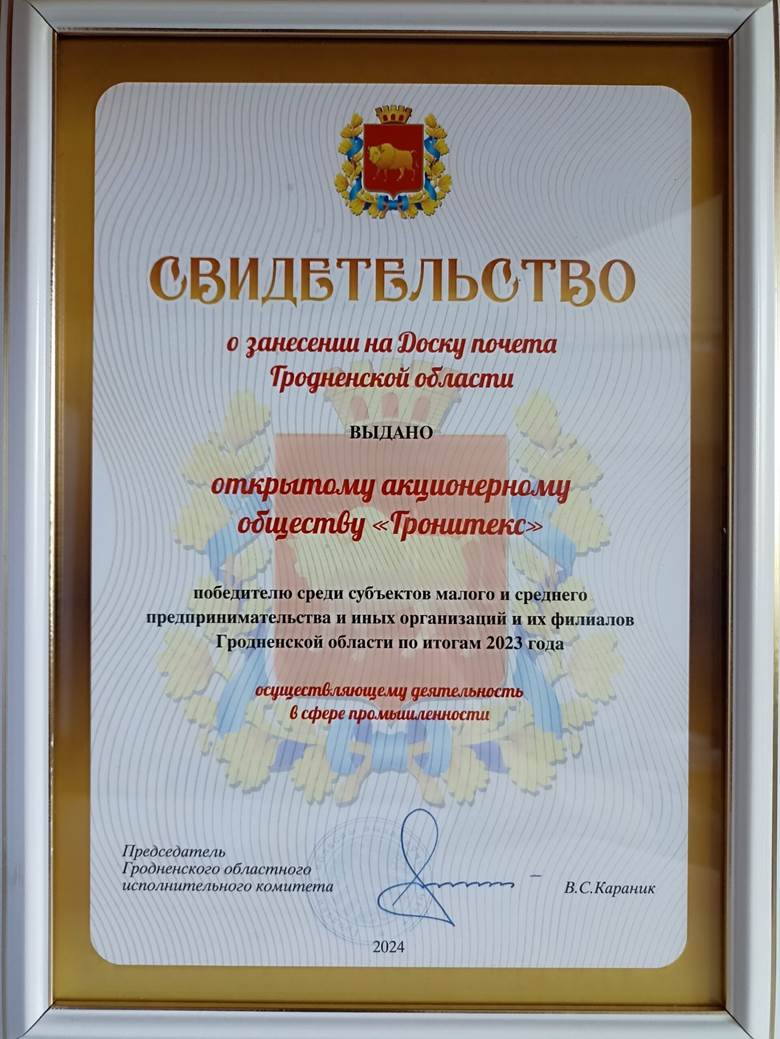 СВИДЕТЕЛЬСТВО
о занесении на Доску почета
Гродненской области
ВЫДАНО
открытому акционерному
обществу «Гронитекс»
победителю среди субъектов малого и среднего
предпринимательства и иных организаций и их филиалов
Гродненской области по итогам 2023 года
осуществляющему деятельность
в сфере промышленности
Председатель
Гродненского областного
исполнительного комитета
В.С.Караник
2024